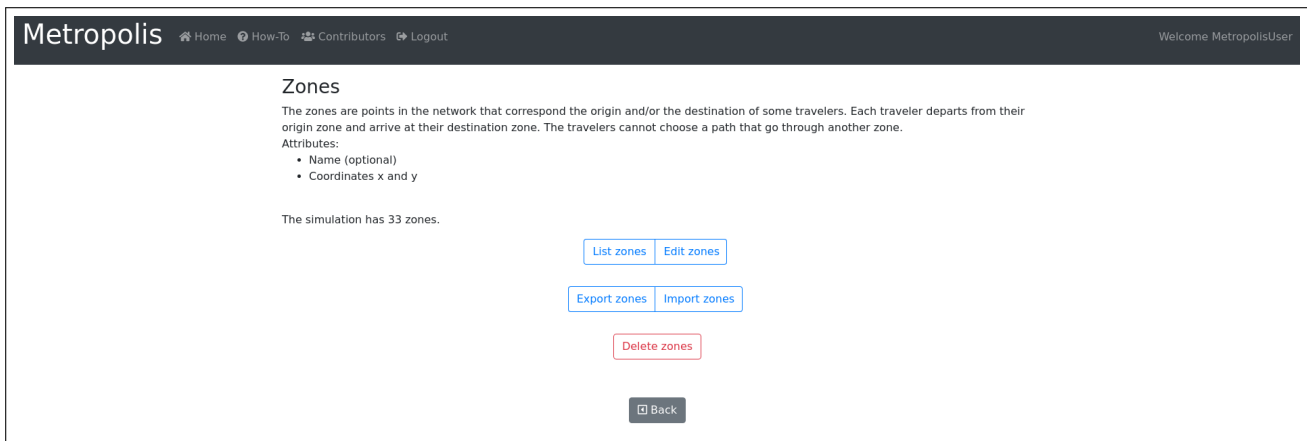 Metropolis Home How-To Contributors Logout Welcome MetropolisUser
Zones
The zones are points in the network that correspond the origin and/or the destination of some travelers. Each traveler departs from their
origin zone and arrive at their destination zone. The travelers cannot choose a path that go through another zone.
Attributes:
• Name (optional)
• Coordinates x and y
The simulation has 33 zones.
List zones Edit zones
Export zones Import zones
Delete zones
Back